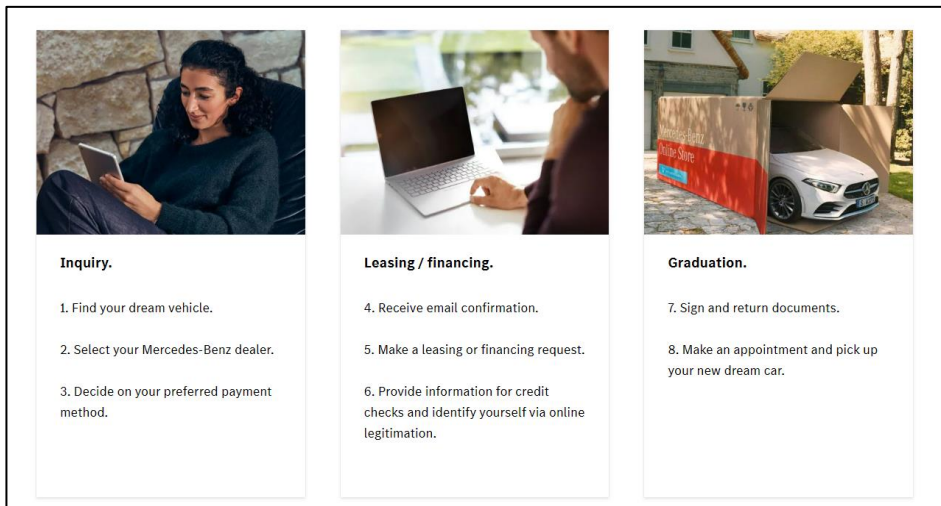 Mercedes-Benz
Online Store
Inquiry.
1. Find your dream vehicle.
2. Select your Mercedes-Benz dealer.
3. Decide on your preferred payment
method.
Leasing / financing.
4. Receive email confirmation.
5. Make a leasing or financing request.
6. Provide information for credit
checks and identify yourself via online
legitimation.
Graduation.
7. Sign and return documents.
8. Make an appointment and pick up
your new dream car.